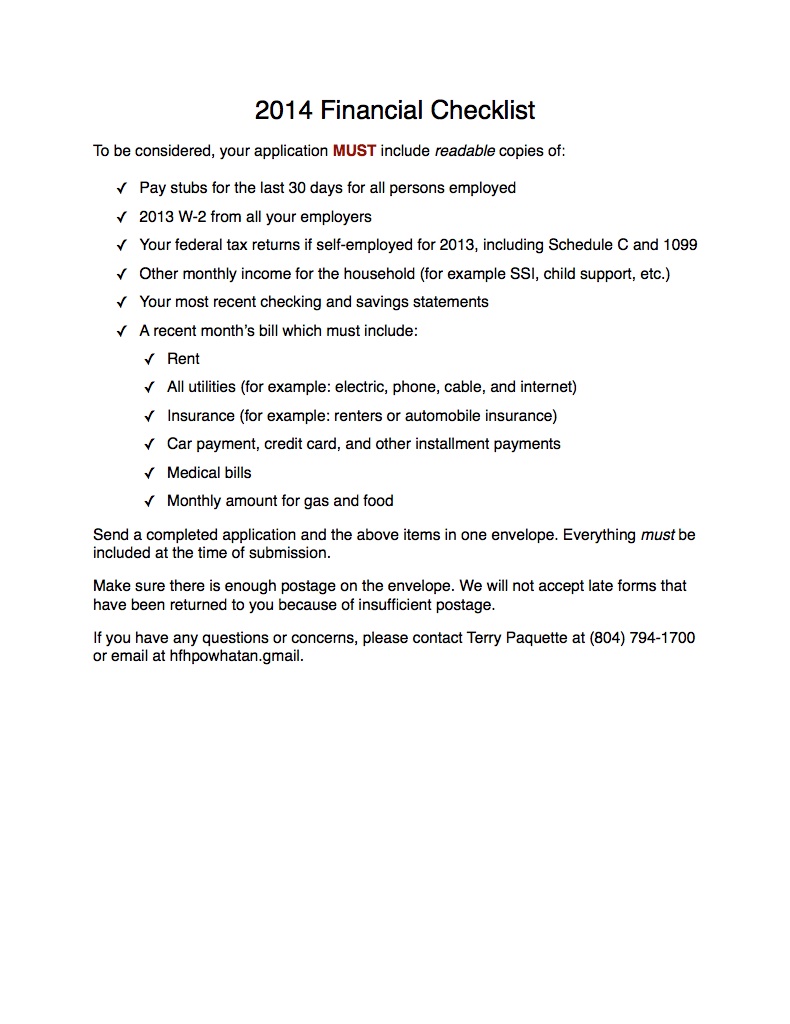 2014 Financial Checklist
To be considered, your application MUST include readable copies of:
✓ Pay stubs for the last 30 days for all persons employed
✓ 2013 W-2 from all your employers
✓ Your federal tax returns if self-employed for 2013, including Schedule C and 1099
✓ Other monthly income for the household (for example SSI, child support, etc.)
✓ Your most recent checking and savings statements
✓ A recent month’s bill which must include:
✓ Rent
✓ All utilities (for example: electric, phone, cable, and internet)
✓ Insurance (for example: renters or automobile insurance)
✓ Car payment, credit card, and other installment payments
✓ Medical bills
✓ Monthly amount for gas and food
Send a completed application and the above items in one envelope. Everything must be
included at the time of submission.
Make sure there is enough postage on the envelope. We will not accept late forms that
have been returned to you because of insufficient postage.
If you have any questions or concerns, please contact Terry Paquette at (804) 794-1700
or email at hfhpowhatan.gmail.